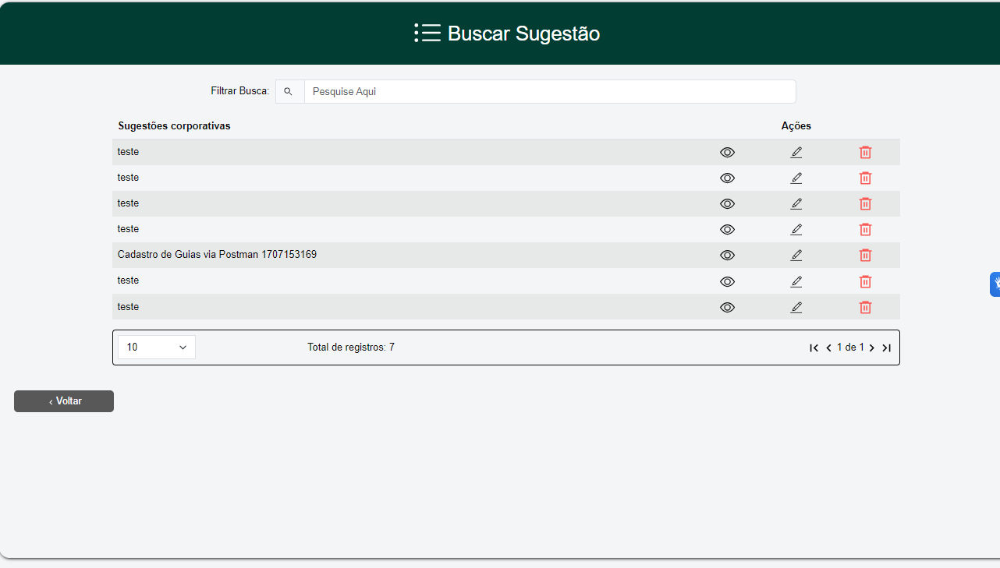 Buscar Sugestão
Filtrar Busca: Pesquise Aqui
Sugestões corporativas Ações
teste
teste
teste
teste
Cadastro de Guias via Postman 1707153169
teste
teste
10 Total de registros: 7 1 de 1
‹ Voltar